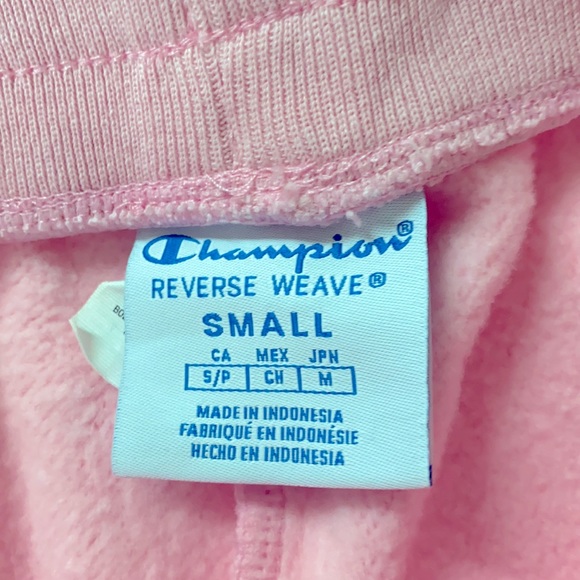 Champion®
REVERSE WEAVE®
SMALL
CA MEX JPN
S/P CH M
MADE IN INDONESIA
FABRIQUÉ EN INDONÉSIE
HECHO EN INDONESIA